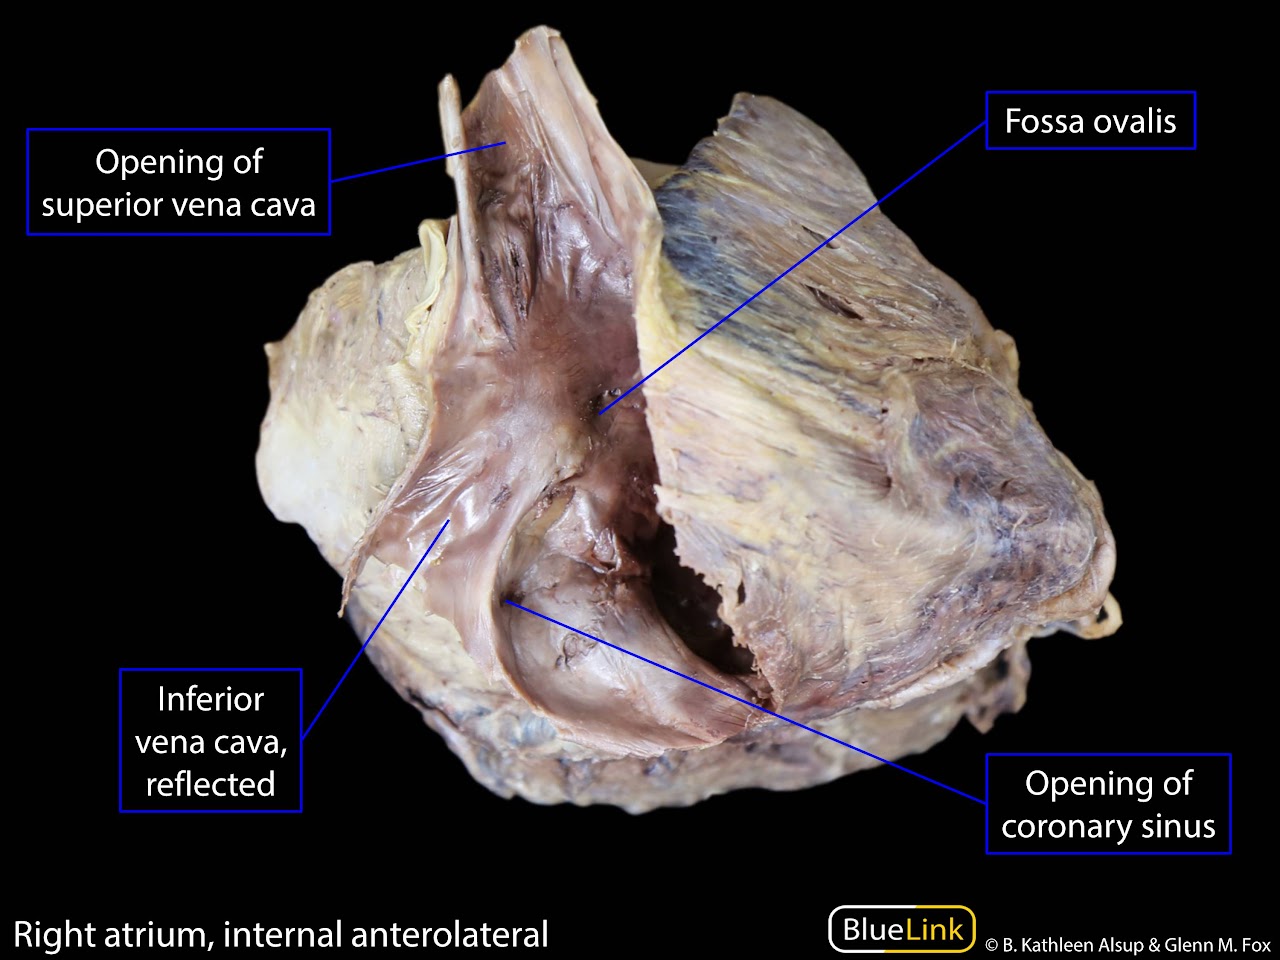 Fossa ovalis
Opening of
superior vena cava
Inferior
vena cava,
reflected
Opening of
coronary sinus
Right atrium, internal anterolateral
BlueLink
© B. Kathleen Alsup & Glenn M. Fox